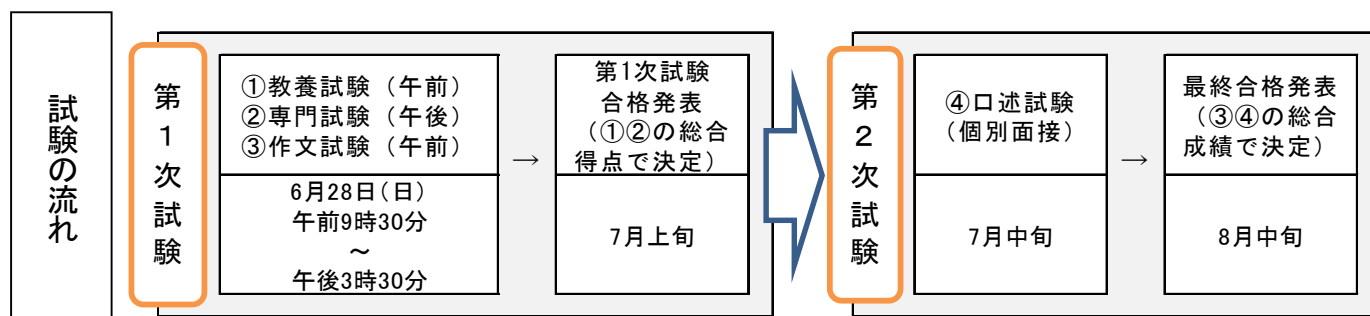 試験の流れ
第1次試験
①教養試験（午前）
②専門試験（午後）
③作文試験（午前）
6月28日(日)
午前9時30分
～
午後3時30分
→
第1次試験
合格発表
（①②の総合
得点で決定）
7月上旬
第2次試験
④口述試験
（個別面接）
7月中旬
→
最終合格発表
（③④の総合
成績で決定）
8月中旬